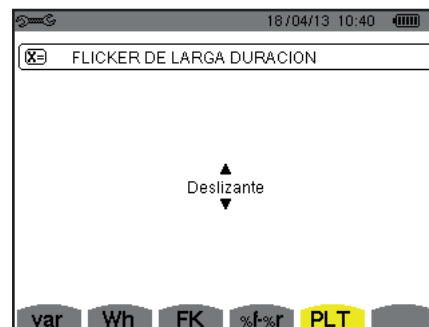 18/04/13 10:40
X= FLICKER DE LARGA DURACION
Deslizante
var Wh FK %f-%r PLT